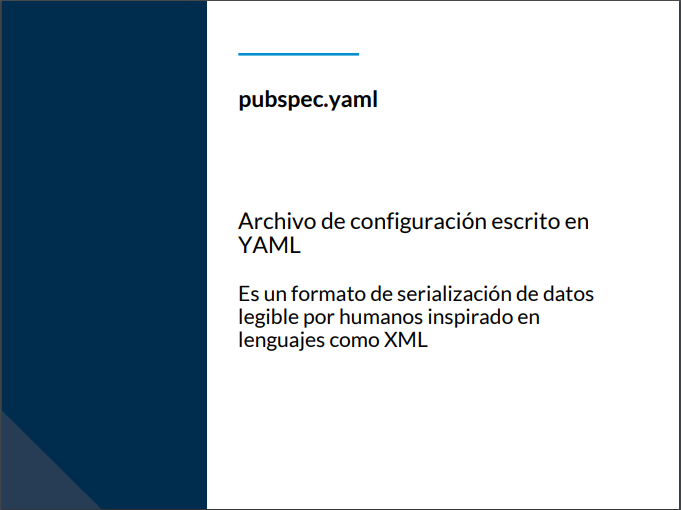 pubspec.yaml
Archivo de configuración escrito en
YAML
Es un formato de serialización de datos
legible por humanos inspirado en
lenguajes como XML